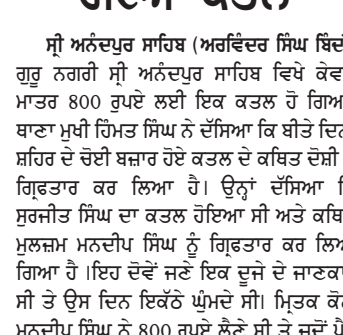 ਸ੍ਰੀ ਅਨੰਦਪੁਰ ਸਾਹਿਬ (ਅਰਵਿੰਦਰ ਸਿੰਘ
ਗੁਰੂ ਨਗਰੀ ਸ੍ਰੀ ਅਨੰਦਪੁਰ ਸਾਹਿਬ ਵਿਖੇ
ਮਾਤਰ 800 ਰੁਪਏ ਲਈ ਇਕ ਕਤਲ ਹੋ
ਥਾਣਾ ਮੁਖੀ ਹਿੰਮਤ ਸਿੰਘ ਨੇ ਦੱਸਿਆ ਕਿ ਬੀਤੇ
ਸ਼ਹਿਰ ਦੇ ਚੋਈ ਬਜ਼ਾਰ ਹੋਏ ਕਤਲ ਦੇ ਕਥਿਤ ਦੋਸ਼ੀ
ਗ੍ਰਿਫਤਾਰ ਕਰ ਲਿਆ ਹੈ। ਉਨ੍ਹਾਂ ਦੱਸਿਆ
ਸੁਰਜੀਤ ਸਿੰਘ ਦਾ ਕਤਲ ਹੋਇਆ ਸੀ ਅਤੇ
ਮੁਲਜ਼ਮ ਮਨਦੀਪ ਸਿੰਘ ਨੂੰ ਗ੍ਰਿਫਤਾਰ ਕਰ
ਗਿਆ ਹੈ ।ਇਹ ਦੋਵੇਂ ਜਣੇ ਇਕ ਦੂਜੇ ਦੇ
ਸੀ ਤੇ ਉਸ ਦਿਨ ਇਕੱਠੇ ਘੁੰਮਦੇ ਸੀ। ਮ੍ਰਿਤਕ
ਮਨਦੀਪ ਸਿੰਘ ਨੇ 800 ਰੁਪਏ ਲੈਣੇ ਸੀ ਤੇ ਜਦੋਂ